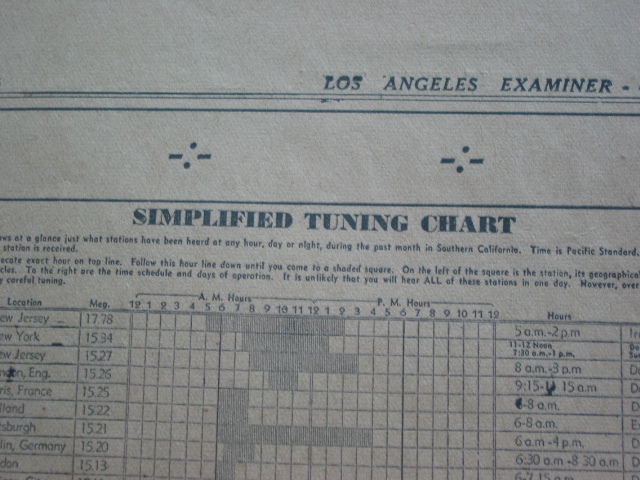 LOS ANGELES EXAMINER -
SIMPLIFIED TUNING CHART
ws at a glance just what stations have been heard at any hour, day or night, during the past month in Southern California. Time is Pacific Standard.
station is received.
ocate exact hour on top line. Follow this hour line down until you come to a shaded square. On the left of the square is the station, its geographical
cles. To the right are the time schedule and days of operation. It is unlikely that you will hear ALL of these stations in one day. However, over
y careful tuning.
Location Meg. A. M. Hours P. M. Hours Hours
12 1 2 3 4 5 6 7 8 9 10 11 12 1 2 3 4 5 6 7 8 9 10 11 12
ew Jersey 17.78 5 a.m.-2 p.m
ew York 15.34 11-12 Noon
7:30 a.m.-1 p.m.
ew Jersey 15.27
ndon, Eng. 15.26 8 a.m.-3 p.m
ris, France 15.25 9:15- 15 a.m
lland 15.22 -8 a.m.
tsburgh 15.21 6-8 a.m.
lin, Germany 15.20 6 a.m -4 p.m.
don 15.13 6:30 a.m -8 30 a.m